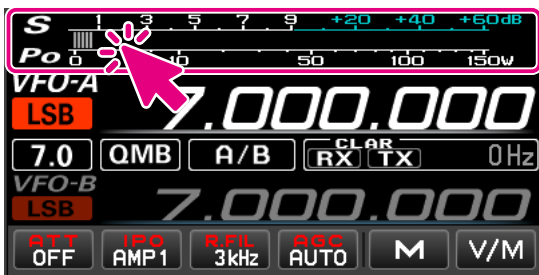 S 1 3 5 7 9 +20 +40 +60dB
Po 0 10 50 100 150W
VFO-A
LSB 7.000.000
7.0 QMB A/B CLAR RX TX 0Hz
VFO-B
LSB 7.000.000
ATT IPO R.FIL AGC
OFF AMP1 3kHz AUTO M V/M